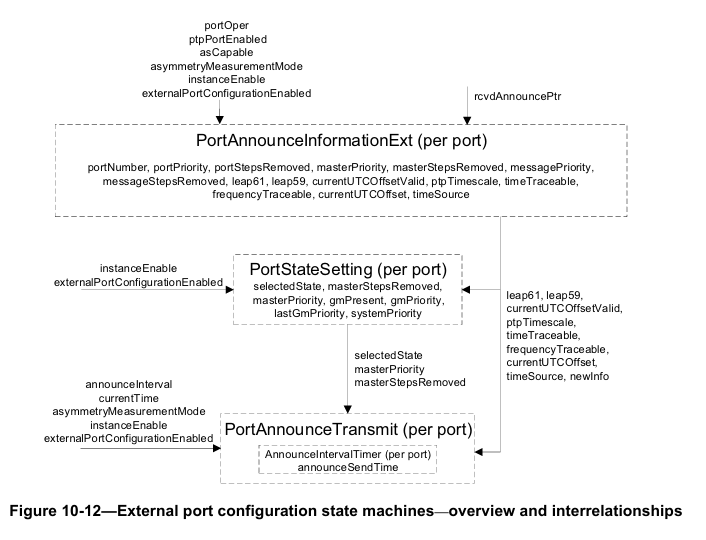 portOper
ptpPortEnabled
asCapable
asymmetryMeasurementMode
instanceEnable
externalPortConfigurationEnabled
rcvdAnnouncePtr
PortAnnounceInformationExt (per port)
portNumber, portPriority, portStepsRemoved, masterPriority, masterStepsRemoved, messagePriority,
messageStepsRemoved, leap61, leap59, currentUTCOffsetValid, ptpTimescale, timeTraceable,
frequencyTraceable, currentUTCOffset, timeSource
instanceEnable
externalPortConfigurationEnabled
PortStateSetting (per port)
selectedState, masterStepsRemoved,
masterPriority, gmPresent, gmPriority,
lastGmPriority, systemPriority
leap61, leap59,
currentUTCOffsetValid,
ptpTimescale,
timeTraceable,
frequencyTraceable,
currentUTCOffset,
timeSource, newInfo
selectedState
masterPriority
masterStepsRemoved
announceInterval
currentTime
asymmetryMeasurementMode
instanceEnable
externalPortConfigurationEnabled
PortAnnounceTransmit (per port)
AnnounceIntervalTimer (per port)
announceSendTime
Figure 10-12—External port configuration state machines—overview and interrelationships